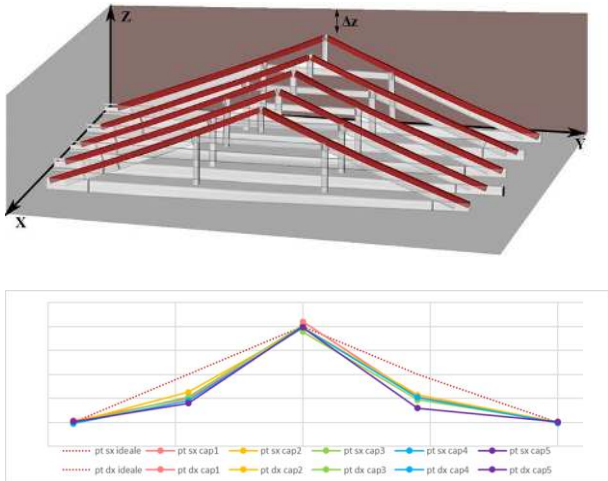 Z
Δz
Y
X
pt sx ideale pt sx cap1 pt sx cap2 pt sx cap3 pt sx cap4 pt sx cap5
pt dx ideale pt dx cap1 pt dx cap2 pt dx cap3 pt dx cap4 pt dx cap5